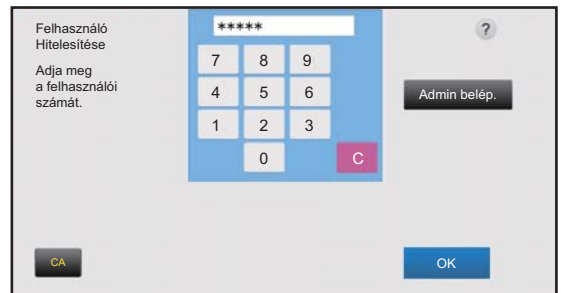 Felhasználó
Hitelesítése
Adja meg
a felhasználói
számát.
*****
?
7 8 9
4 5 6
1 2 3
0 C
Admin belép.
CA
OK